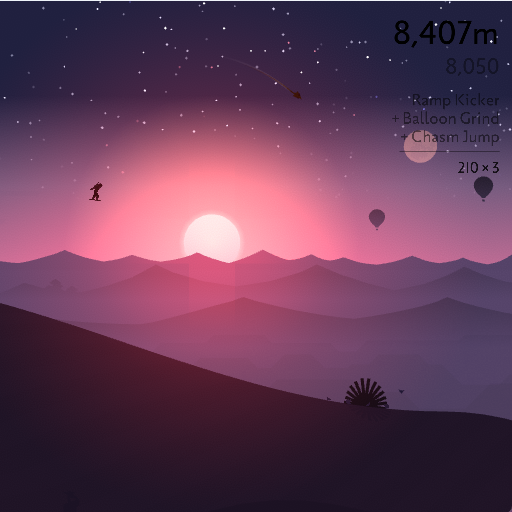 8,407m
8,050
Ramp Kicker
+ Balloon Grind
+ Chasm Jump
210 × 3